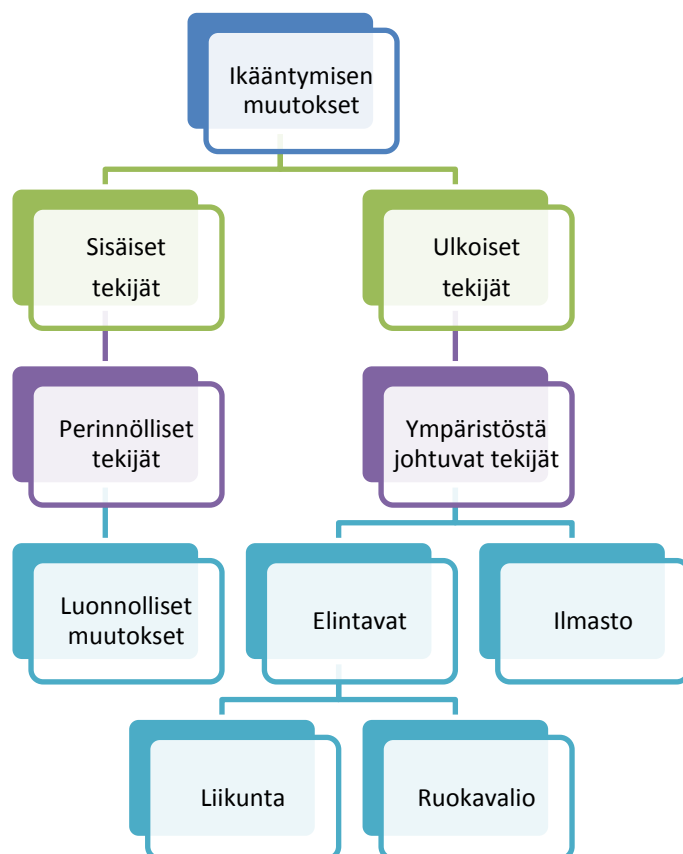 Ikääntymisen
muutokset
Sisäiset
tekijät
Ulkoiset
tekijät
Perinnölliset
tekijät
Ympäristöstä
johtuvat tekijät
Luonnolliset
muutokset
Elintavat
Ilmasto
Liikunta
Ruokavalio